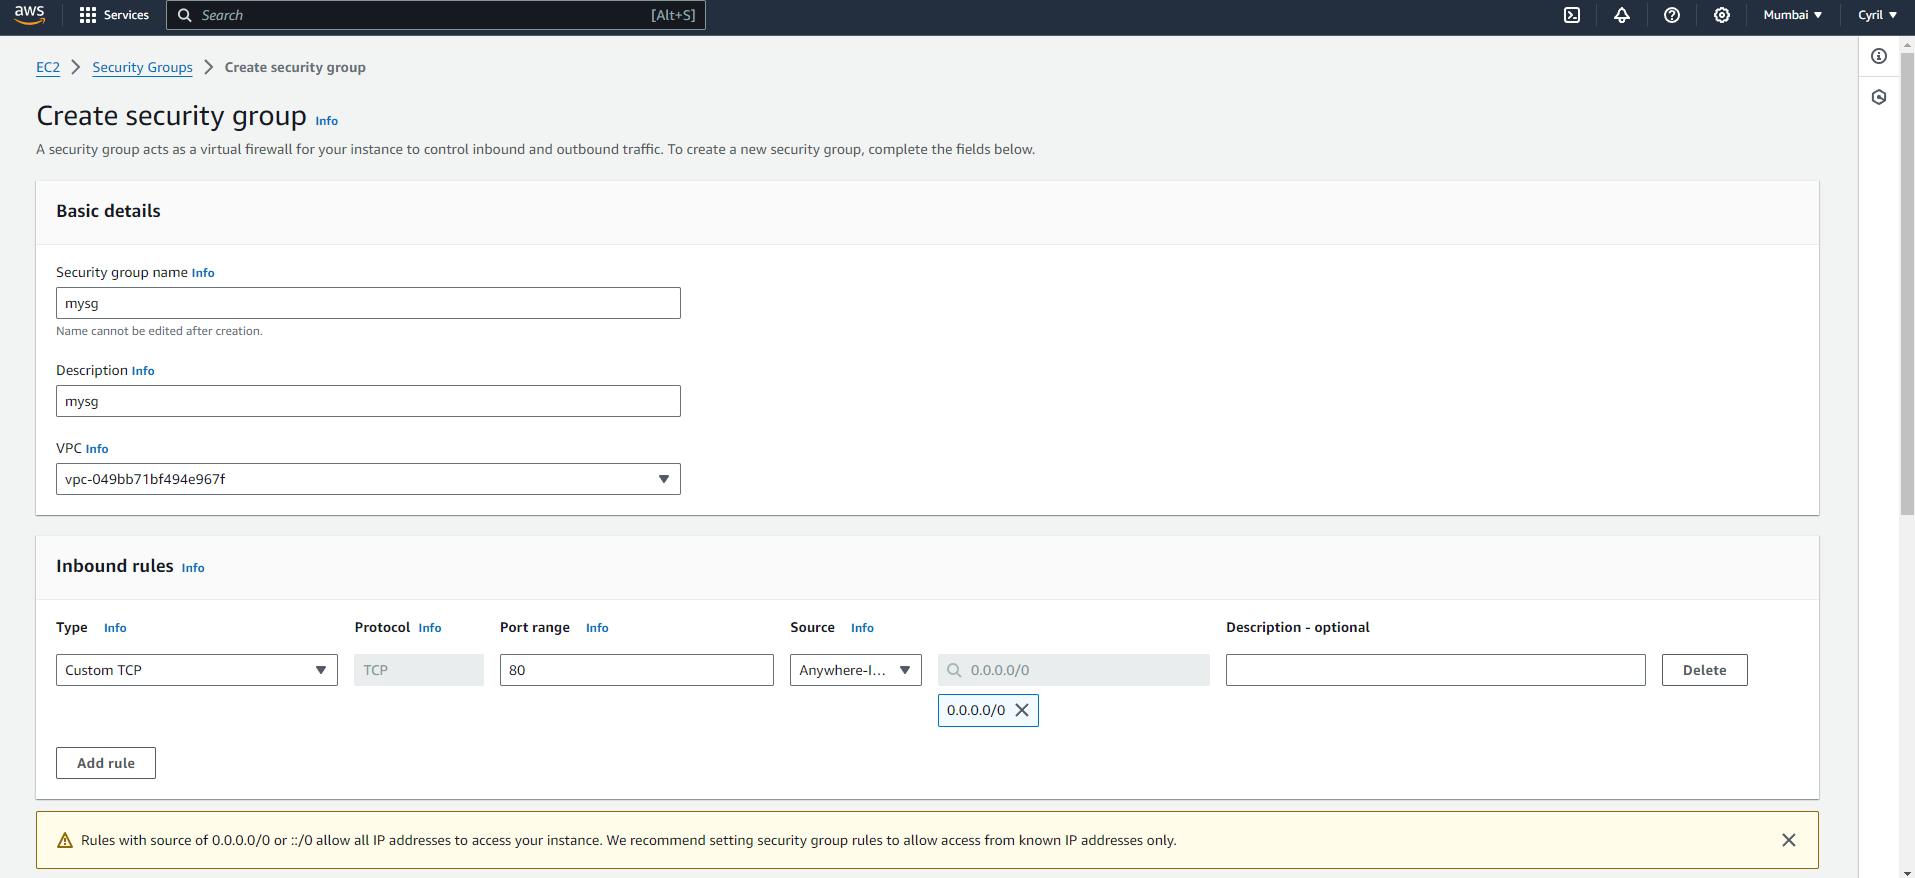 aws Services Search [Alt+S] Mumbai Cyril
EC2 Security Groups Create security group
Create security group Info
A security group acts as a virtual firewall for your instance to control inbound and outbound traffic. To create a new security group, complete the fields below.
Basic details
Security group name Info
mysg
Name cannot be edited after creation.
Description Info
mysg
VPC Info
vpc-049bb71bf494e967f
Inbound rules Info
Type Info Protocol Info Port range Info Source Info Description - optional
Custom TCP TCP 80 Anywhere-I... 0.0.0.0/0 Delete
0.0.0.0/0
Add rule
Rules with source of 0.0.0.0/0 or ::/0 allow all IP addresses to access your instance. We recommend setting security group rules to allow access from known IP addresses only.